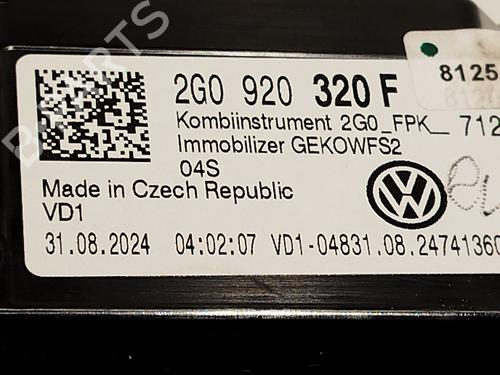 8125
2G0 920 320 F
Kombiinstrument 2G0_FPK_ 712
Immobilizer GEKOWFS2
04S
Made in Czech Republic
VD1
31.08.2024 04:02:07 VD1-04831.08.24741360